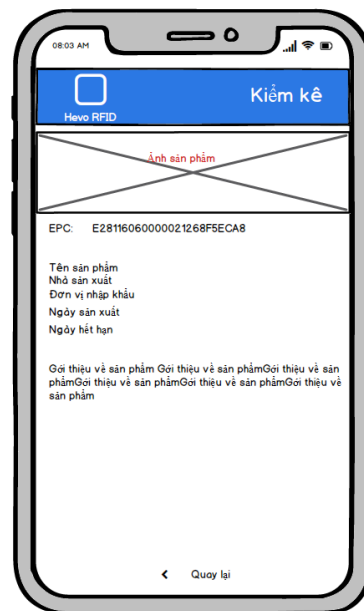 08:03 AM
Kiểm kê
Hevo RFID
Ảnh sản phẩm
EPC: E28116060000021268F5ECA8
Tên sản phẩm
Nhà sản xuất
Đơn vị nhập khẩu
Ngày sản xuất
Ngày hết hạn
Gới thiệu về sản phẩm Gới thiệu về sản phẩmGới thiệu về sản
phẩmGới thiệu về sản phẩmGới thiệu về sản phẩmGới thiệu về
sản phẩm
Quay lại